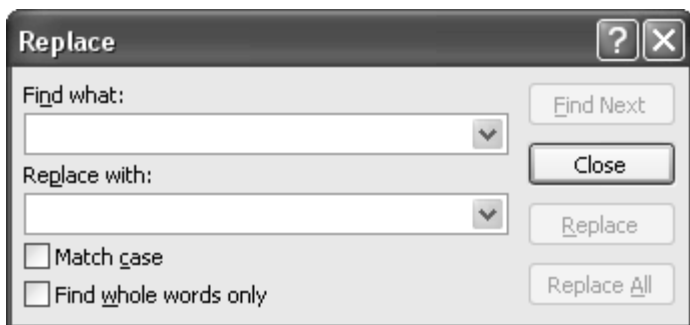 Replace
Find what:
Find Next
Close
Replace with:
Replace
Match case
Find whole words only
Replace All